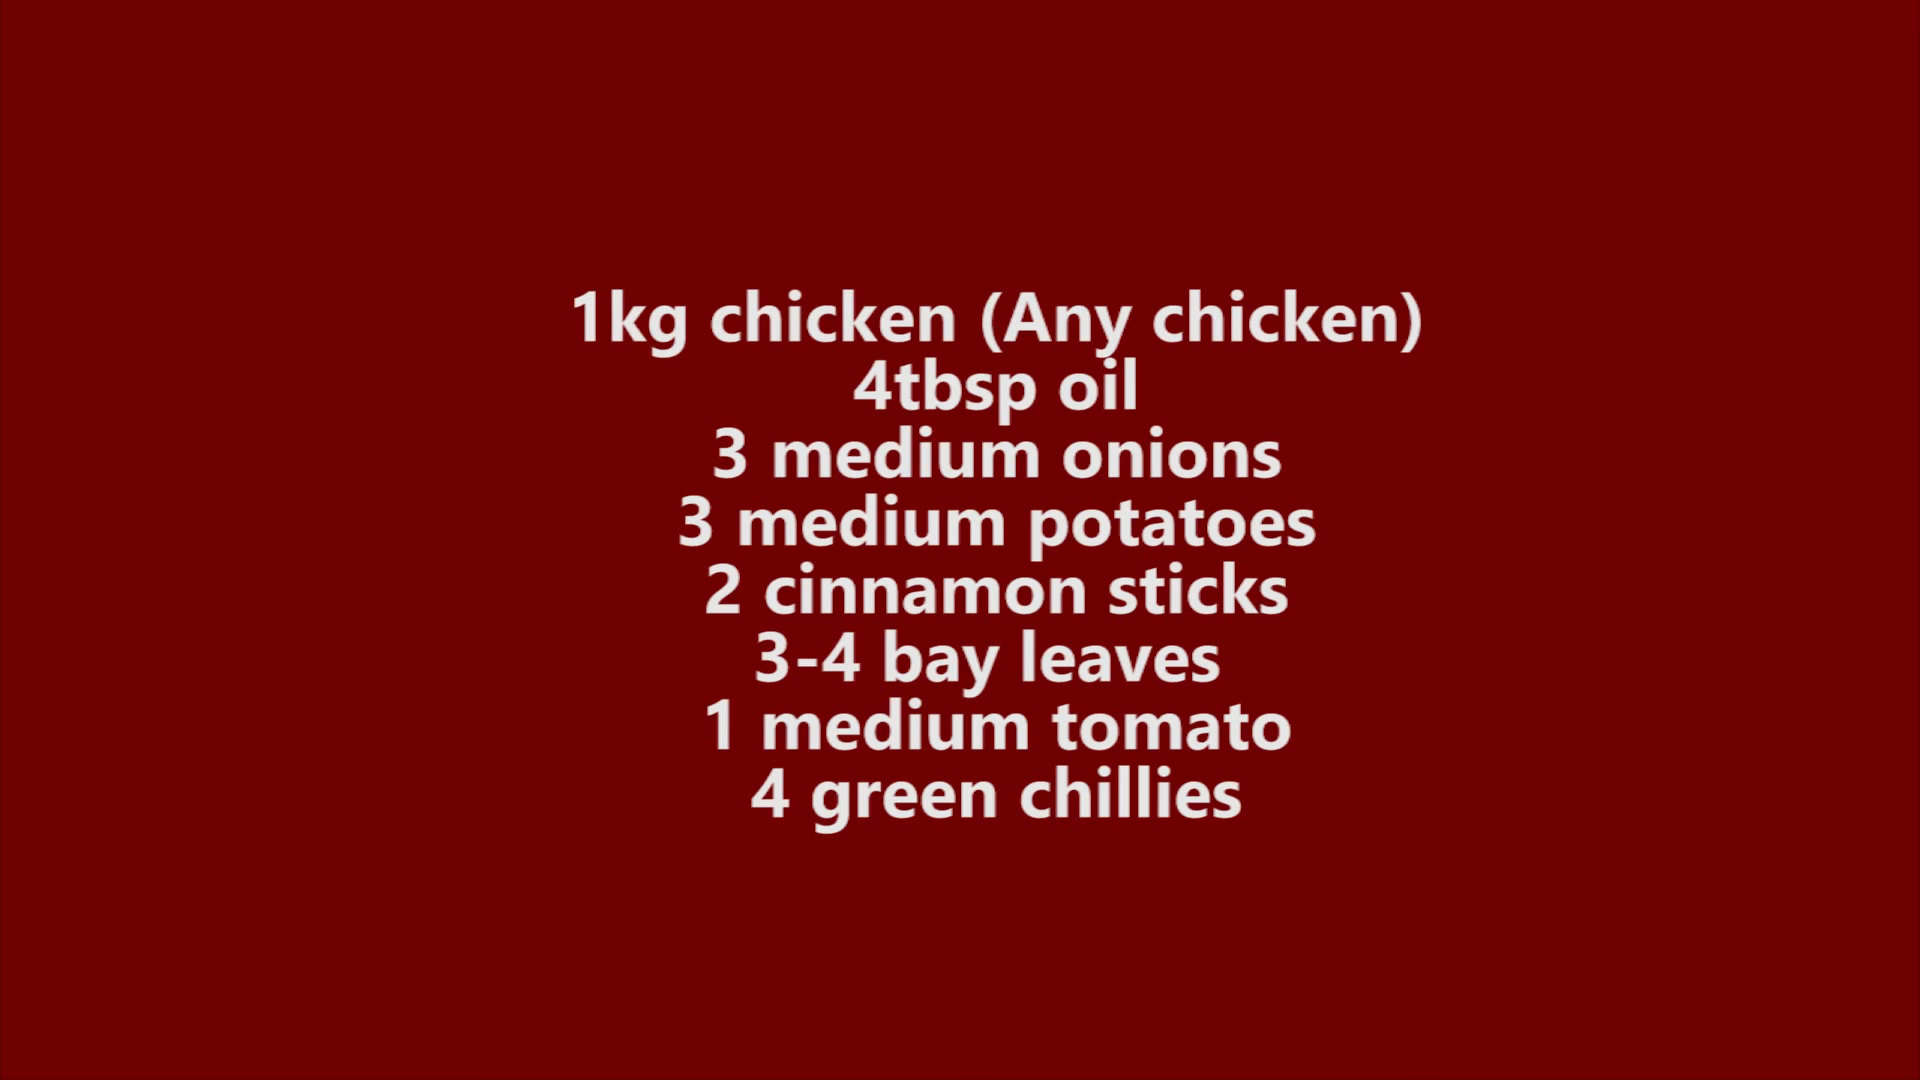 1kg chicken (Any chicken)
4tbsp oil
3 medium onions
3 medium potatoes
2 cinnamon sticks
3-4 bay leaves
1 medium tomato
4 green chillies